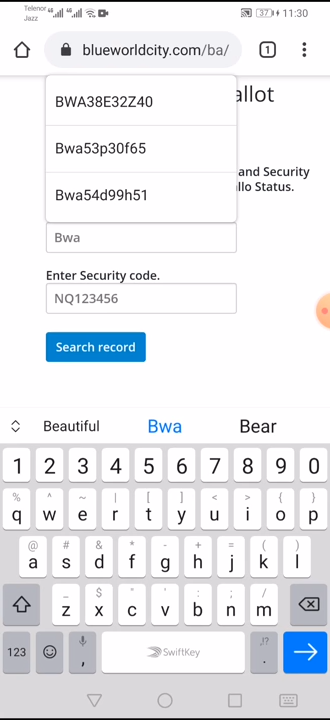 Telenor
Jazz
37
11:30
blueworldcity.com/ba/
1
allot
BWA38E32Z40
Bwa53p30f65
Bwa54d99h51
and Security
llo Status.
Bwa
Enter Security code.
NQ123456
Search record
Beautiful Bwa Bear
1 2 3 4 5 6 7 8 9 0
% ^ ~ | [ ] < > { }
q w e r t y u i o p
@ # & * - + = ( )
a s d f g h j k l
_ $ " ' : ; /
z x c v b n m
123 , SwiftKey ,!? .